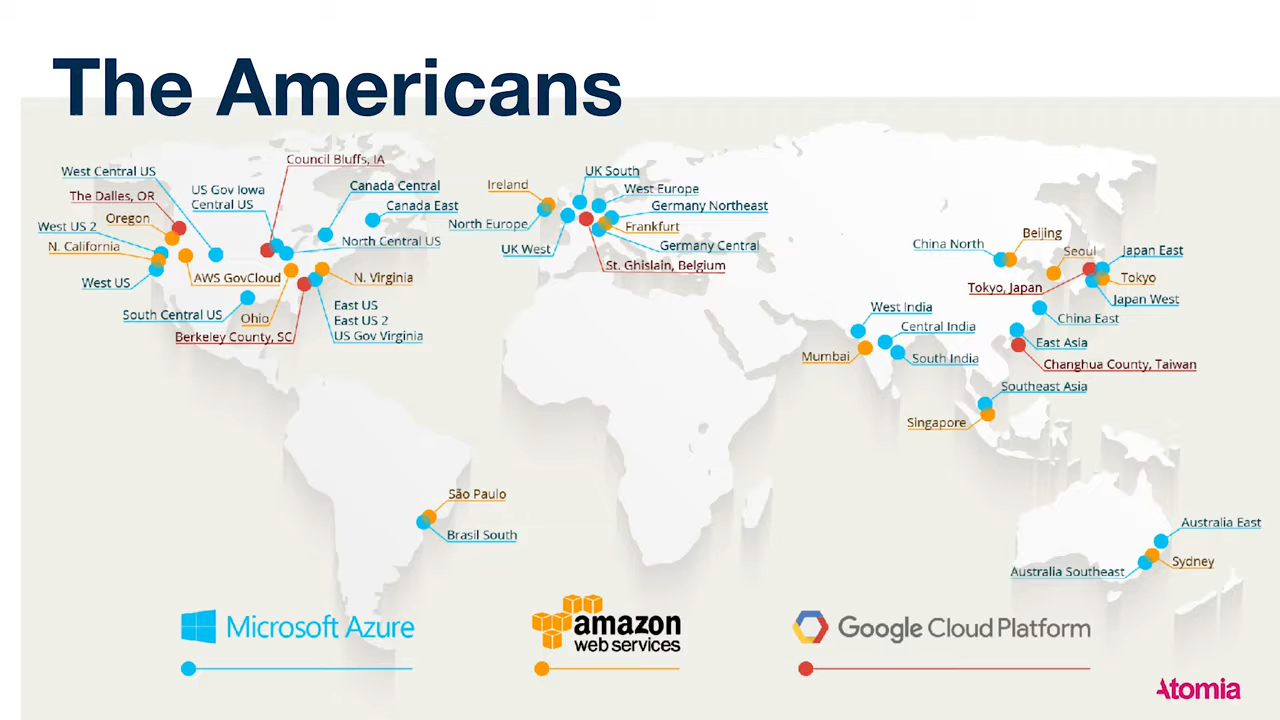 The Americans
West Central US
The Dalles, OR
Oregon
West US 2
N. California
West US
Council Bluffs, IA
US Gov Iowa
Central US
Canada Central
Canada East
North Central US
AWS GovCloud
N. Virginia
South Central US
Ohio
Berkeley County, SC
East US
East US 2
US Gov Virginia
Ireland
North Europe
UK South
West Europe
Germany Northeast
Frankfurt
Germany Central
UK West
St. Ghislain, Belgium
China North
Beijing
Seoul
Japan East
Tokyo, Japan
Tokyo
Japan West
West India
Central India
Mumbai
South India
China East
East Asia
Changhua County, Taiwan
Southeast Asia
Singapore
São Paulo
Brasil South
Australia East
Sydney
Australia Southeast
Microsoft Azure
amazon
web services
Google Cloud Platform
Atomia